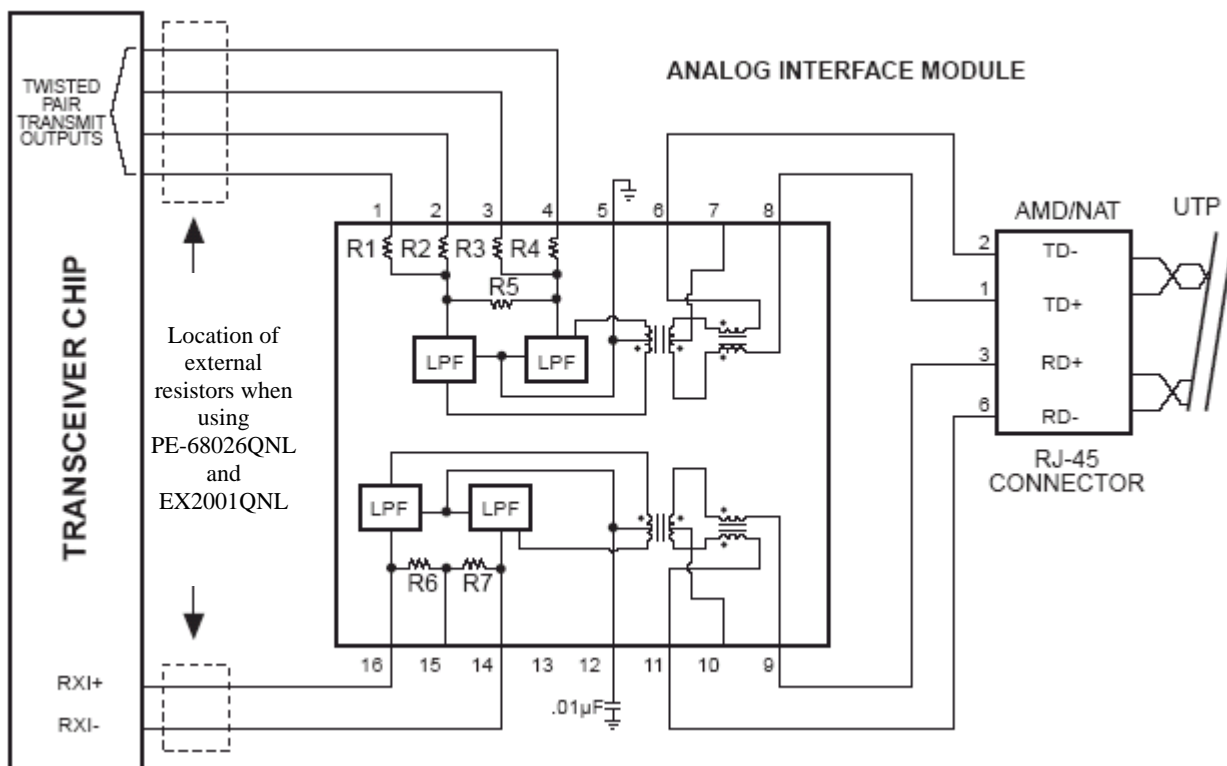 ANALOG INTERFACE MODULE
TWISTED
PAIR
TRANSMIT
OUTPUTS
TRANSCEIVER CHIP
Location of
external
resistors when
using
PE-68026QNL
and
EX2001QNL
RXI+
RXI-
1 2 3 4 5 6 7 8
R1 R2 R3 R4
R5
LPF LPF
LPF LPF
R6 R7
16 15 14 13 12 11 10 9
.01µF
AMD/NAT
UTP
2 TD-
1 TD+
3 RD+
6 RD-
RJ-45
CONNECTOR